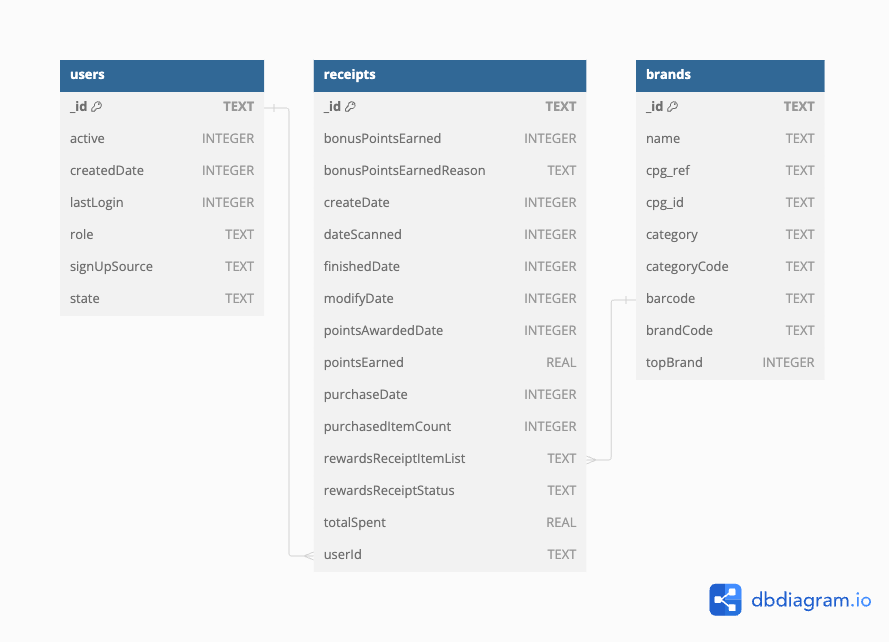 users
_id TEXT
active INTEGER
createdDate INTEGER
lastLogin INTEGER
role TEXT
signUpSource TEXT
state TEXT
receipts
_id TEXT
bonusPointsEarned INTEGER
bonusPointsEarnedReason TEXT
createDate INTEGER
dateScanned INTEGER
finishedDate INTEGER
modifyDate INTEGER
pointsAwardedDate INTEGER
pointsEarned REAL
purchaseDate INTEGER
purchasedItemCount INTEGER
rewardsReceiptItemList TEXT
rewardsReceiptStatus TEXT
totalSpent REAL
userId TEXT
brands
_id TEXT
name TEXT
cpg_ref TEXT
cpg_id TEXT
category TEXT
categoryCode TEXT
barcode TEXT
brandCode TEXT
topBrand INTEGER
dbdiagram.io